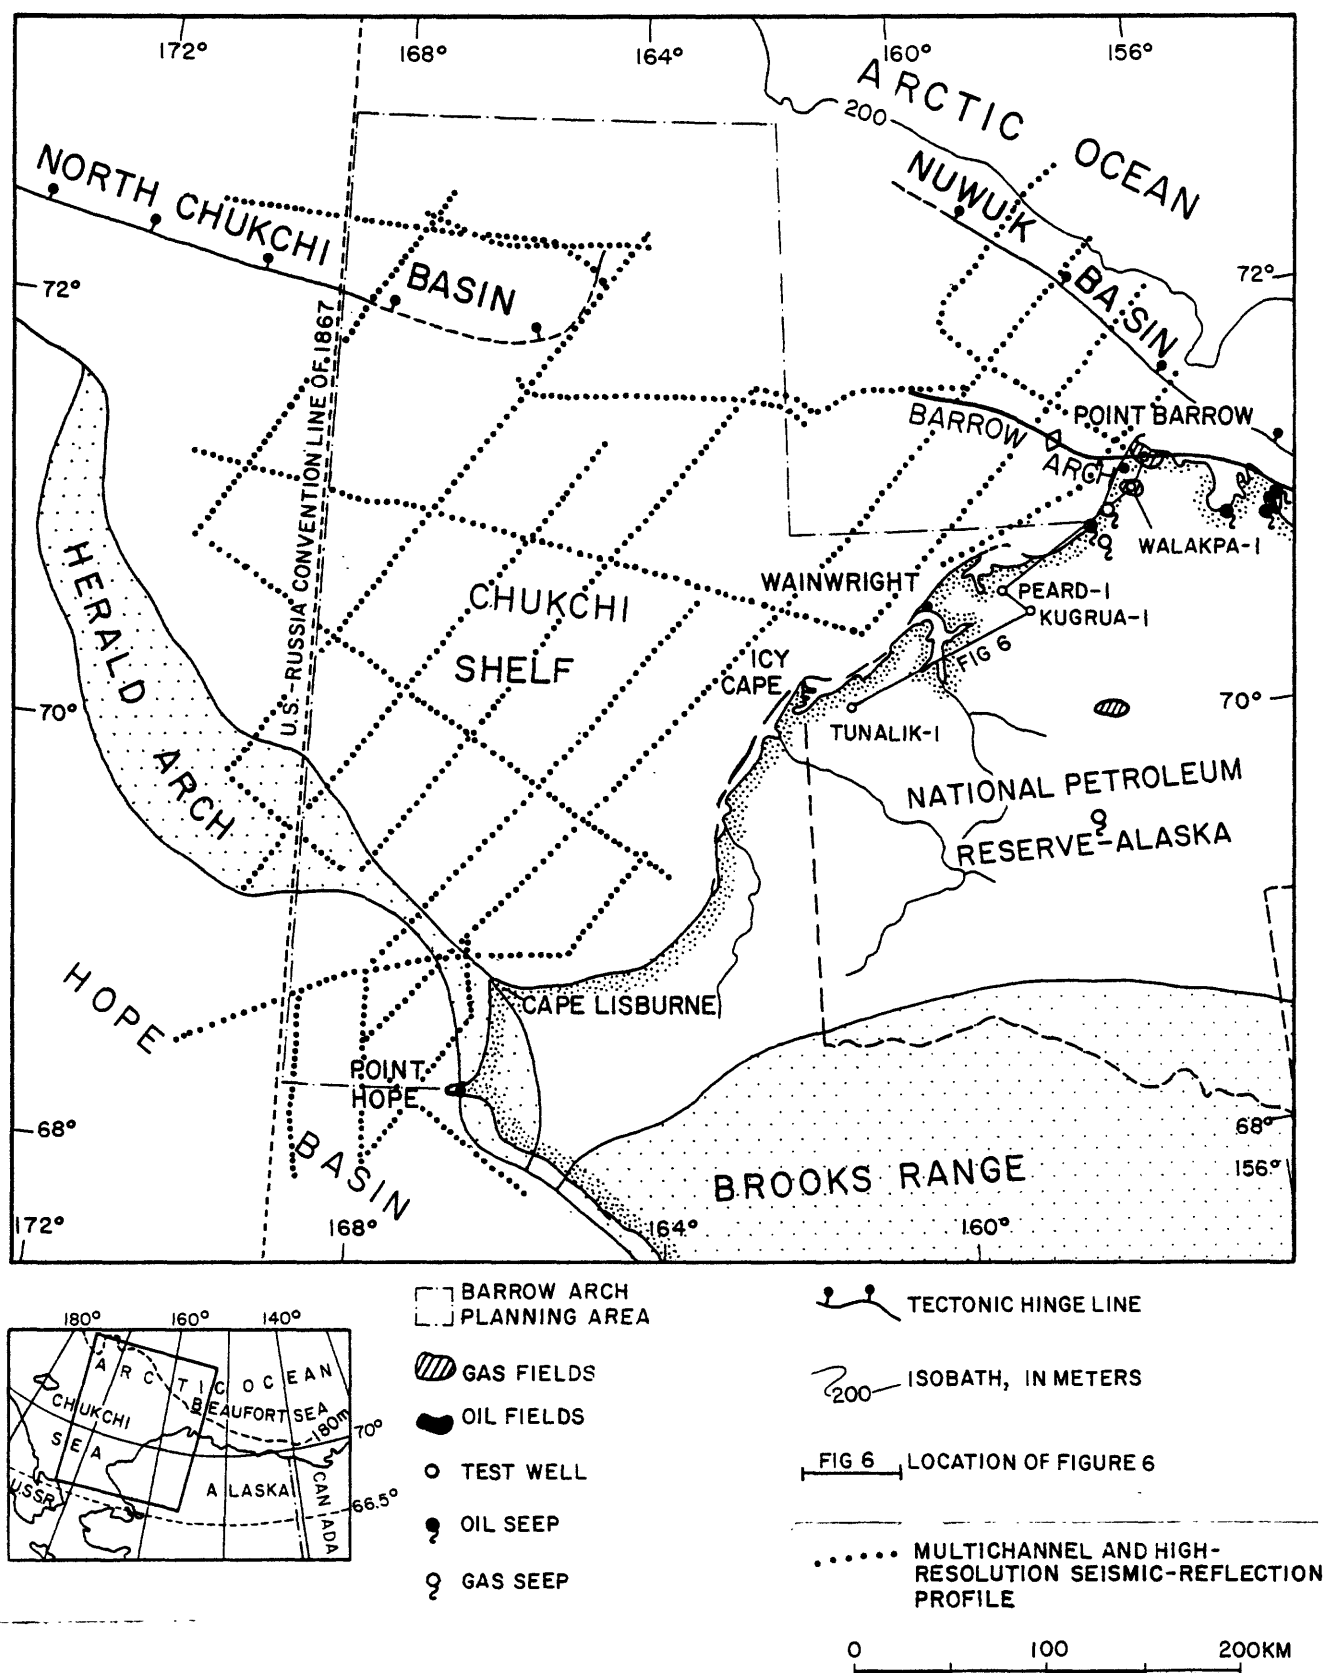 172°
168°
164°
160°
156°
ARCTIC OCEAN
200
NUWUK
BASIN
NORTH CHUKCHI
BASIN
72°
72°
U.S.-RUSSIA CONVENTION LINE OF 1867
BARROW
ARCH
POINT BARROW
WALAKPA-1
WAINWRIGHT
PEARD-1
KUGRUA-1
FIG 6
CHUKCHI
SHELF
ICY
CAPE
TUNALIK-1
HERALD
ARCH
70°
70°
NATIONAL PETROLEUM
RESERVE-ALASKA
HOPE
BASIN
CAPE LISBURNE
POINT
HOPE
68°
68°
156°
BROOKS RANGE
172°
168°
164°
160°
BARROW ARCH
PLANNING AREA
GAS FIELDS
OIL FIELDS
TEST WELL
OIL SEEP
GAS SEEP
TECTONIC HINGE LINE
200
ISOBATH, IN METERS
FIG 6
LOCATION OF FIGURE 6
MULTICHANNEL AND HIGH-
RESOLUTION SEISMIC-REFLECTION
PROFILE
0 100 200KM
180° 160° 140°
ARCTIC OCEAN
BEAUFORT SEA
CHUKCHI
SEA
180m
70°
U.S.S.R.
ALASKA
CANADA
66.5°